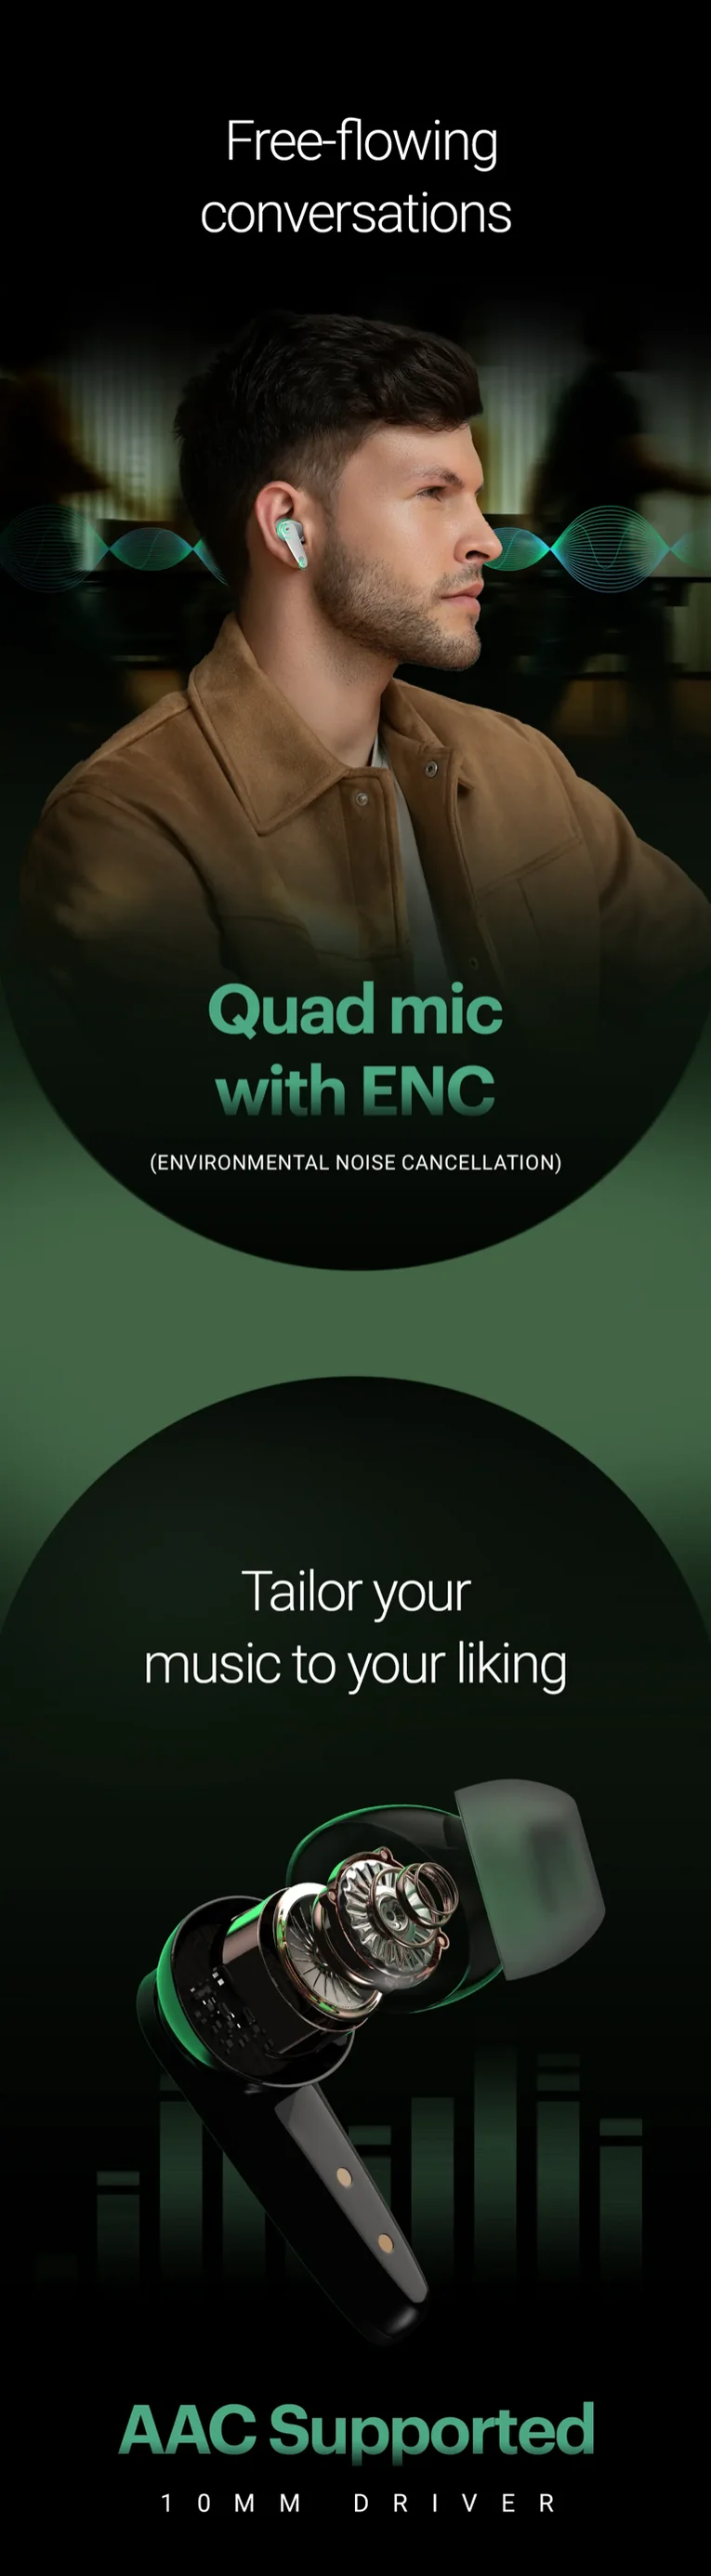 Free-flowing
conversations
Quad mic
with ENC
(ENVIRONMENTAL NOISE CANCELLATION)
Tailor your
music to your liking
AAC Supported
10MM DRIVER